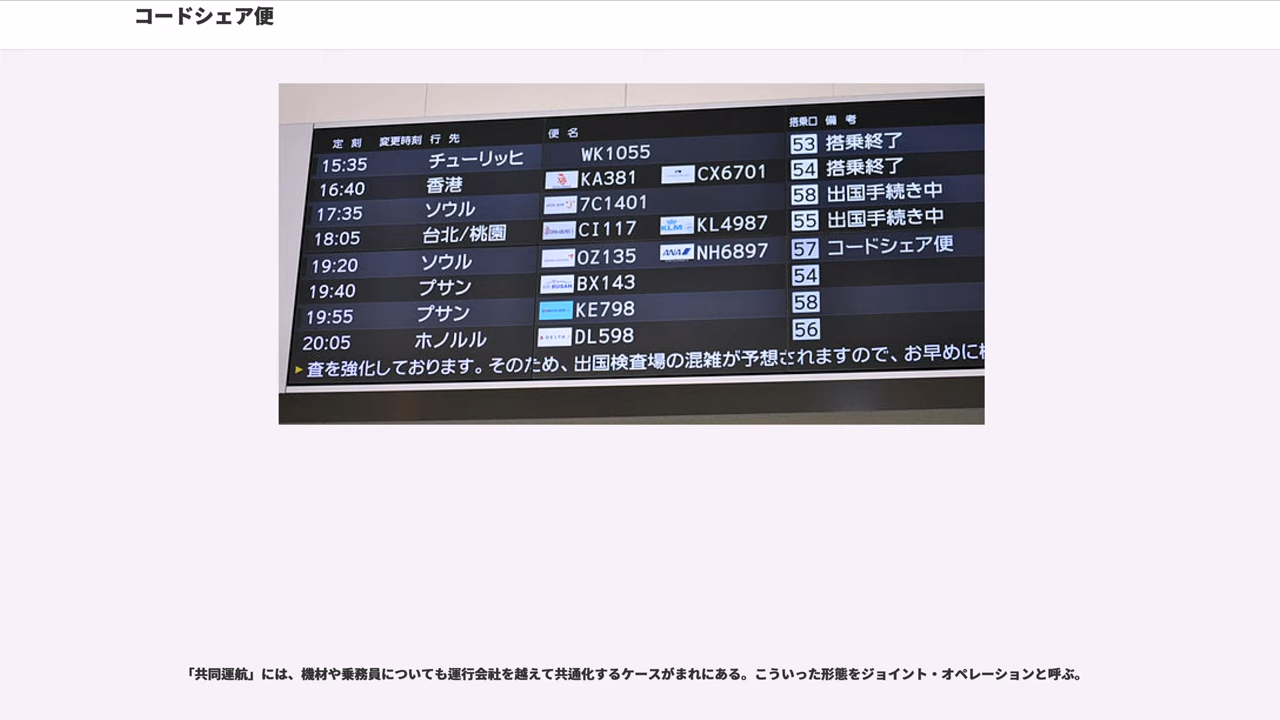 コードシェア便
定刻 変更時刻 行先 便名 搭乗口 備考
15:35 チューリッヒ WK1055 53 搭乗終了
16:40 香港 KA381 CX6701 54 搭乗終了
17:35 ソウル 7C1401 58 出国手続き中
18:05 台北/桃園 CI117 KLM KL4987 55 出国手続き中
19:20 ソウル OZ135 ANA NH6897 57 コードシェア便
19:40 プサン BUSAN BX143 54
19:55 プサン KE798 58
20:05 ホノルル DELTA DL598 56
査を強化しております。そのため、出国検査場の混雑が予想されますので、お早めに
「共同運航」には、機材や乗務員についても運行会社を越えて共通化するケースがまれにある。こういった形態をジョイント・オペレーションと呼ぶ。